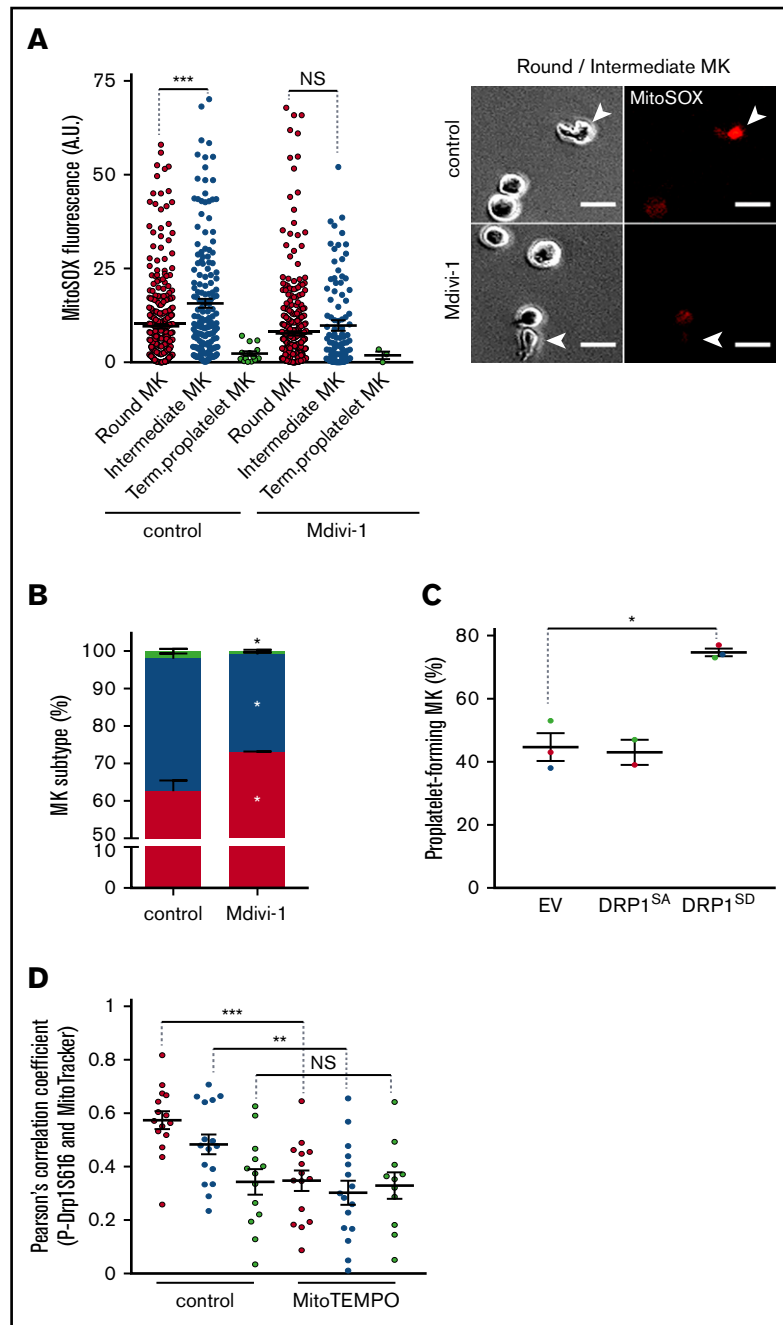 A
MitoSOX fluorescence (A.U.)
75
50
25
0
***
NS
Round MK
Intermediate MK
Term.proplatelet MK
Round MK
Intermediate MK
Term.proplatelet MK
control
Mdivi-1
Round / Intermediate MK
MitoSOX
control
Mdivi-1
B
MK subtype (%)
100
90
80
70
60
50
10
0
*
*
*
control
Mdivi-1
C
Proplatelet-forming MK (%)
80
60
40
20
0
*
EV
DRP1SA
DRP1SD
D
Pearson's correlation coefficient
(P-Drp1S616 and MitoTracker)
1
0.8
0.6
0.4
0.2
0
***
**
NS
control
MitoTEMPO